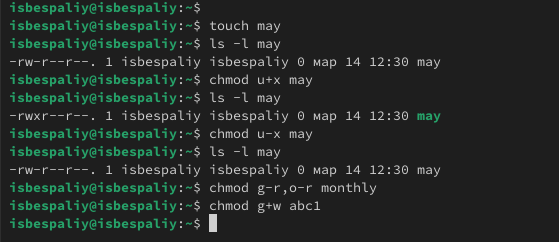 isbespaliy@isbespaliy:~$
isbespaliy@isbespaliy:~$ touch may
isbespaliy@isbespaliy:~$ ls -l may
-rw-r--r--. 1 isbespaliy isbespaliy 0 мар 14 12:30 may
isbespaliy@isbespaliy:~$ chmod u+x may
isbespaliy@isbespaliy:~$ ls -l may
-rwxr--r--. 1 isbespaliy isbespaliy 0 мар 14 12:30 may
isbespaliy@isbespaliy:~$ chmod u-x may
isbespaliy@isbespaliy:~$ ls -l may
-rw-r--r--. 1 isbespaliy isbespaliy 0 мар 14 12:30 may
isbespaliy@isbespaliy:~$ chmod g-r,o-r monthly
isbespaliy@isbespaliy:~$ chmod g+w abc1
isbespaliy@isbespaliy:~$